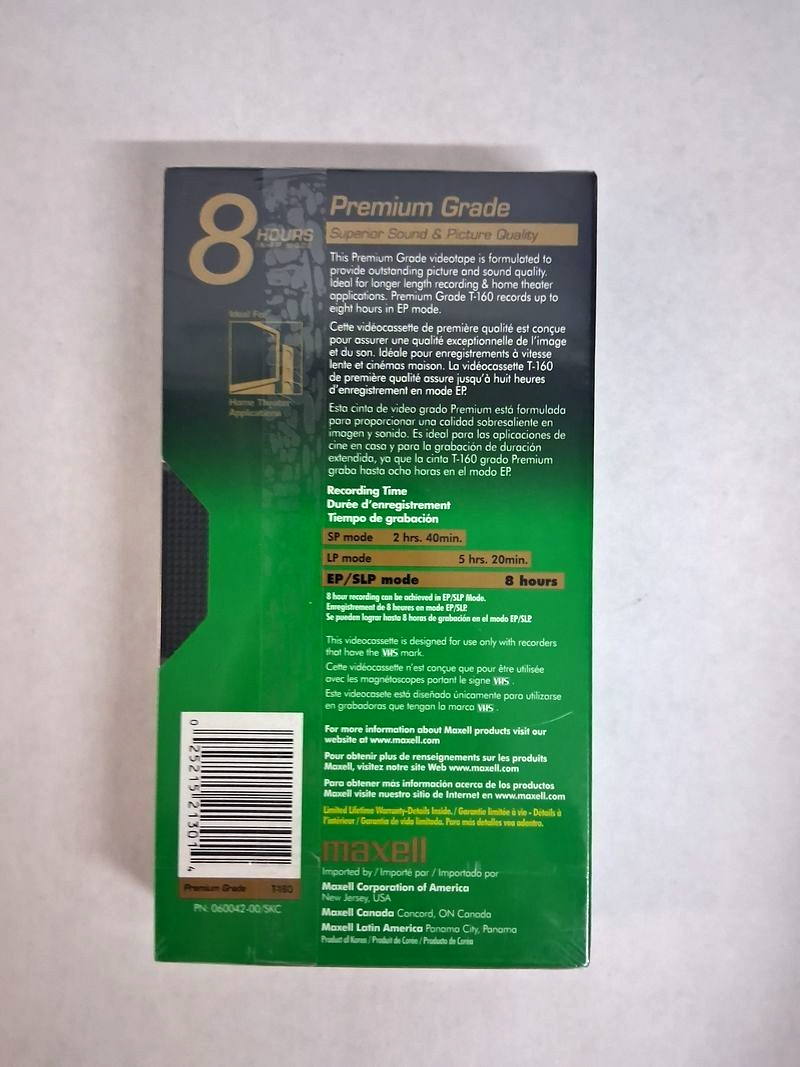 8 HOURS
IN EP MODE
Ideal For
Home Theater
Applications
Premium Grade
Superior Sound & Picture Quality
This Premium Grade videotape is formulated to
provide outstanding picture and sound quality.
Ideal for longer length recording & home theater
applications. Premium Grade T-160 records up to
eight hours in EP mode.
Cette vidéocassette de première qualité est conçue
pour assurer une qualité exceptionelle de l'image
et du son. Idéale pour enregistrements à vitesse
lente et cinémas maison. La vidéocassette T-160
de première qualité assure jusqu'à huit heures
d'enregistrement en mode EP.
Esta cinta de video grado Premium está formulada
para proporcionar una calidad sobresaliente en
imagen y sonido. Es ideal para las aplicaciones de
cine en casa y para la grabación de duración
extendida, ya que la cinta T-160 grado Premium
graba hasta ocho horas en el modo EP.
Recording Time
Durée d'enregistrement
Tiempo de grabación
SP mode 2 hrs. 40min.
LP mode 5 hrs. 20min.
EP/SLP mode 8 hours
8 hour recording can be achieved in EP/SLP Mode.
Enregistrement de 8 heures en mode EP/SLP.
Se pueden lograr hasta 8 horas de grabación en el modo EP/SLP.
This videocassette is designed for use only with recorders
that have the VHS mark.
Cette vidéocassette n'est conçue que pour être utilisée
avec les magnétoscopes portant le signe VHS .
Este videocasete está diseñado únicamente para utilizarse
en grabadoras que tengan la marca VHS .
For more information about Maxell products visit our
website at www.maxell.com
Pour obtenir plus de renseignements sur les produits
Maxell, visitez notre site Web www.maxell.com
Para obtener más información acerca de los productos
Maxell visite nuestro sitio de Internet en www.maxell.com
Limited Lifetime Warranty-Details Inside. / Garantie limitée à vie - Détails à
l'intérieur / Garantía de vida limitada. Para más detalles vea adentro.
maxell
Imported by / Importé par / Importado por
Maxell Corporation of America
New Jersey, USA
Maxell Canada Concord, ON Canada
Maxell Latin America Panama City, Panama
Product of Korea / Produit de Corée / Producto de Corea
0 25215 21301 4
Premium Grade T-160
PN: 060042-00/SKC